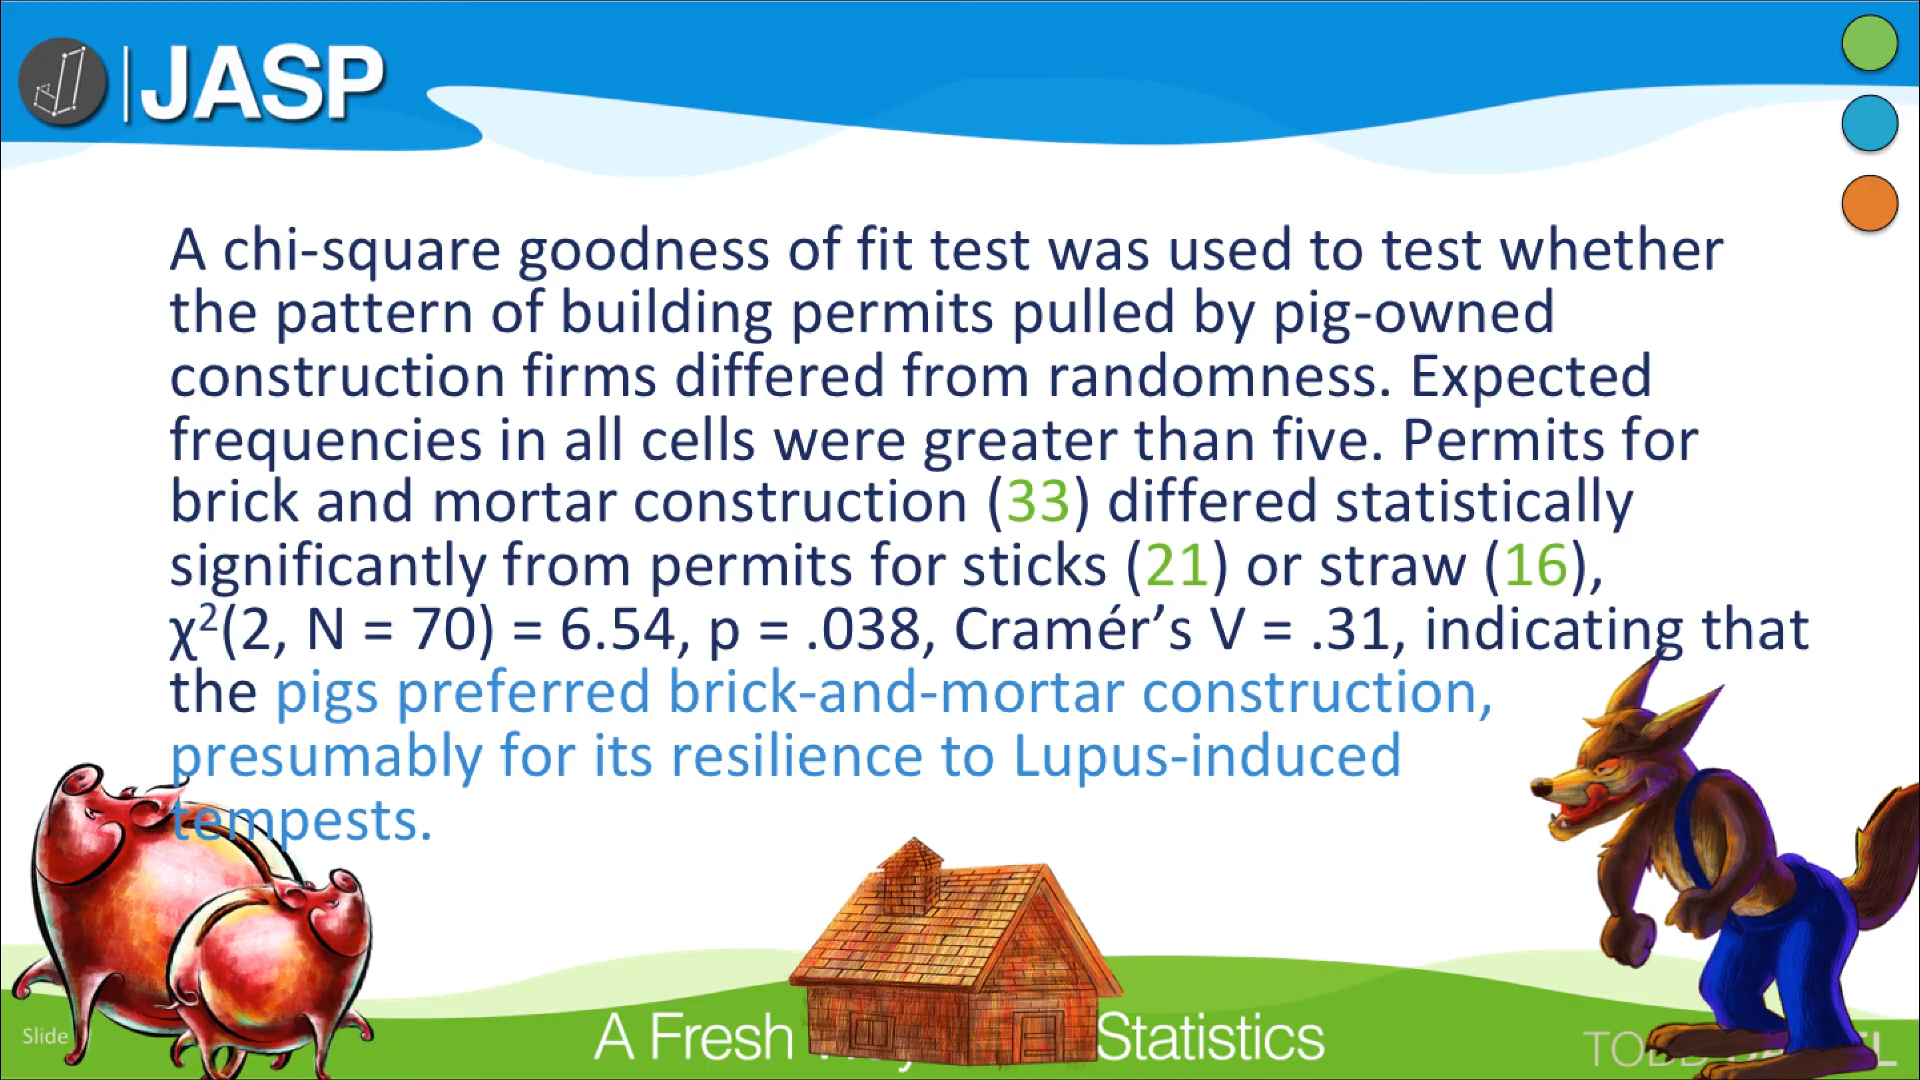 JASP
A chi-square goodness of fit test was used to test whether
the pattern of building permits pulled by pig-owned
construction firms differed from randomness. Expected
frequencies in all cells were greater than five. Permits for
brick and mortar construction (33) differed statistically
significantly from permits for sticks (21) or straw (16),
χ²(2, N = 70) = 6.54, p = .038, Cramér’s V = .31, indicating that
the pigs preferred brick-and-mortar construction,
presumably for its resilience to Lupus-induced
tempests.
Slide
A Fresh Statistics